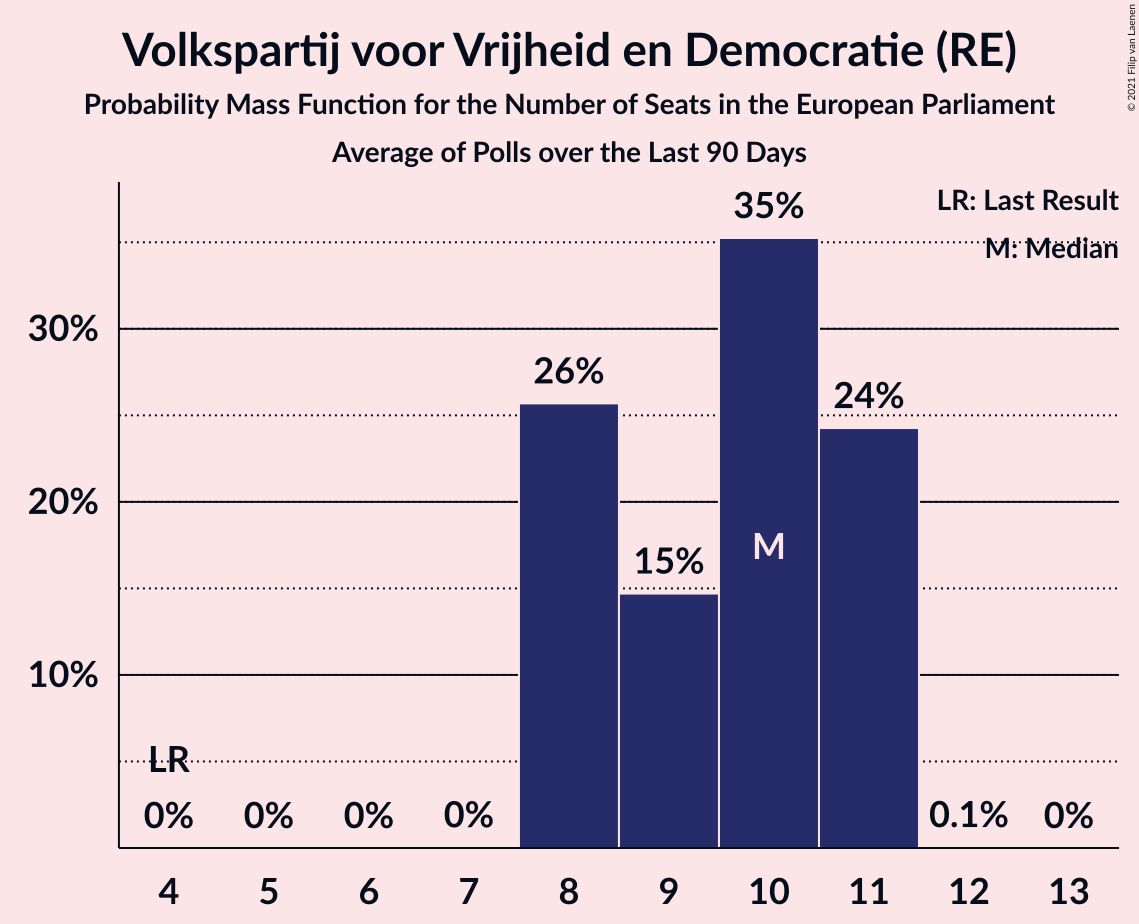 Volkspartij voor Vrijheid en Democratie (RE)
Probability Mass Function for the Number of Seats in the European Parliament
Average of Polls over the Last 90 Days
© 2021 Filip van Laenen
LR: Last Result
M: Median
35%
30%
26%
24%
20%
15%
M
10%
LR
0% 0% 0% 0% 0.1% 0%
4 5 6 7 8 9 10 11 12 13